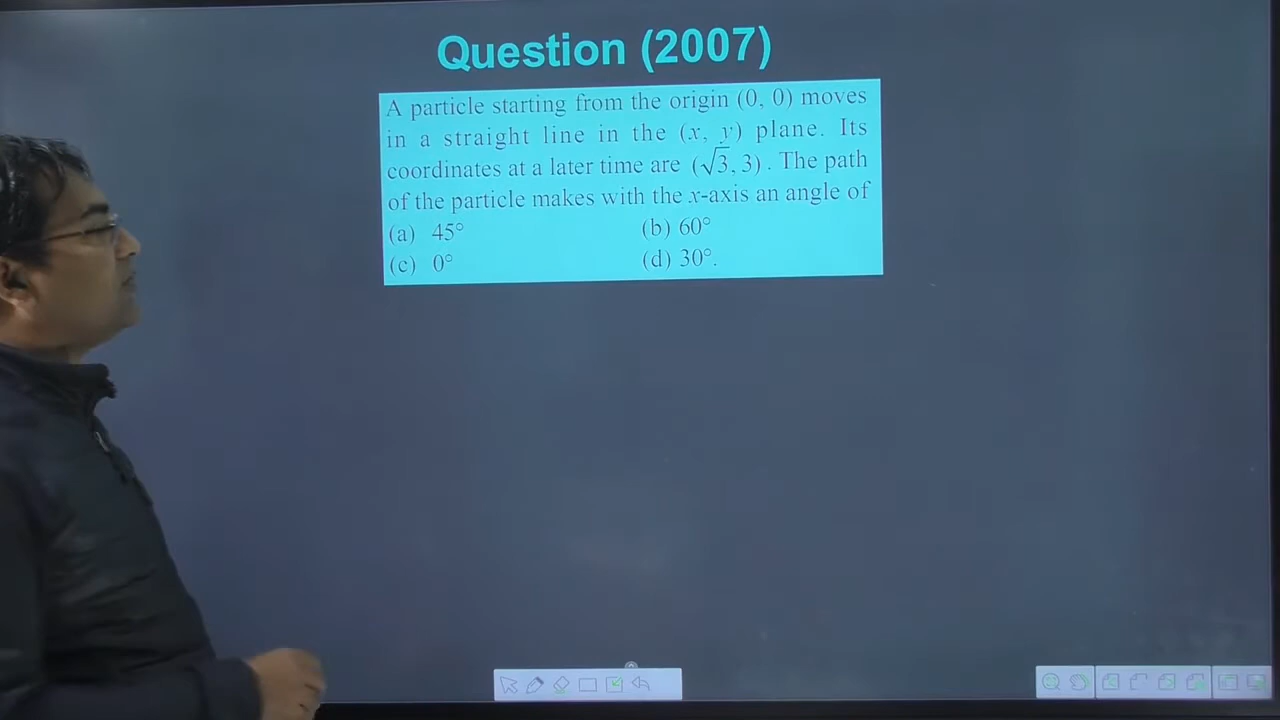 Question (2007)
A particle starting from the origin (0, 0) moves
in a straight line in the (x, y) plane. Its
coordinates at a later time are (√3, 3). The path
of the particle makes with the x-axis an angle of
(a) 45° (b) 60°
(c) 0° (d) 30°.